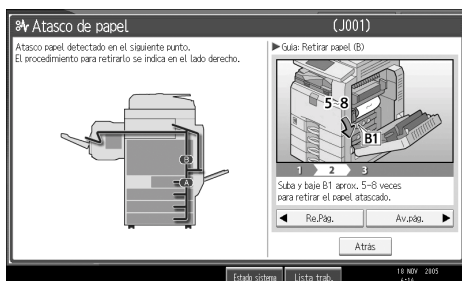 Atasco de papel
(J001)
Atasco papel detectado en el siguiente punto.
El procedimiento para retirarlo se indica en el lado derecho.
B
A
▶Guía: Retirar papel (B)
5-8
B1
1 2 3
Suba y baje B1 aprox. 5-8 veces
para retirar el papel atascado.
◀ Re.Pág.
Av.pág. ▶
Atrás
Estado sistema
Lista trab.
18 NOV 2005